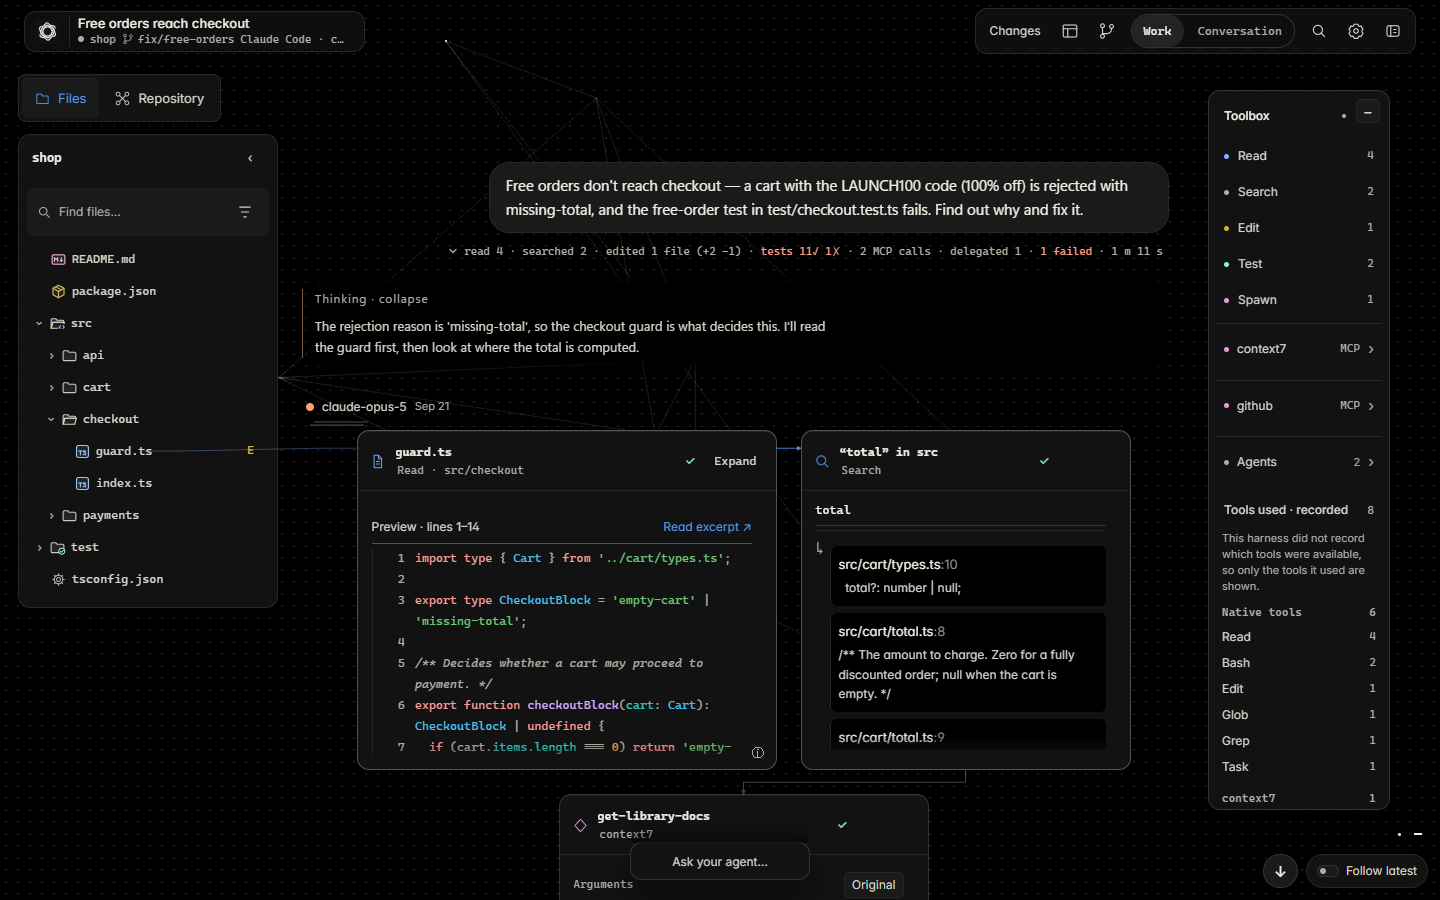 Free orders reach checkout
shop fix/free-orders Claude Code · c…
Changes
Work
Conversation
Files
Repository
shop
Find files...
README.md
package.json
src
api
cart
checkout
guard.ts
E
index.ts
payments
test
tsconfig.json
Free orders don't reach checkout — a cart with the LAUNCH100 code (100% off) is rejected with
missing-total, and the free-order test in test/checkout.test.ts fails. Find out why and fix it.
read 4 · searched 2 · edited 1 file (+2 −1) · tests 11✓ 1✗ · 2 MCP calls · delegated 1 · 1 failed · 1 m 11 s
Thinking · collapse
The rejection reason is 'missing-total', so the checkout guard is what decides this. I'll read
the guard first, then look at where the total is computed.
claude-opus-5 Sep 21
guard.ts
Read · src/checkout
Expand
Preview · lines 1–14
Read excerpt ↗
1 import type { Cart } from '../cart/types.ts';
2
3 export type CheckoutBlock = 'empty-cart' |
'missing-total';
4
5 /** Decides whether a cart may proceed to
payment. */
6 export function checkoutBlock(cart: Cart):
CheckoutBlock | undefined {
7 if (cart.items.length === 0) return 'empty-
“total” in src
Search
total
src/cart/types.ts:10
total?: number | null;
src/cart/total.ts:8
/** The amount to charge. Zero for a fully
discounted order; null when the cart is
empty. */
src/cart/total.ts:9
get-library-docs
context7
Arguments
Original
Ask your agent...
Toolbox
Read 4
Search 2
Edit 1
Test 2
Spawn 1
context7 MCP
github MCP
Agents 2
Tools used · recorded 8
This harness did not record
which tools were available,
so only the tools it used are
shown.
Native tools 6
Read 4
Bash 2
Edit 1
Glob 1
Grep 1
Task 1
context7 1
Follow latest